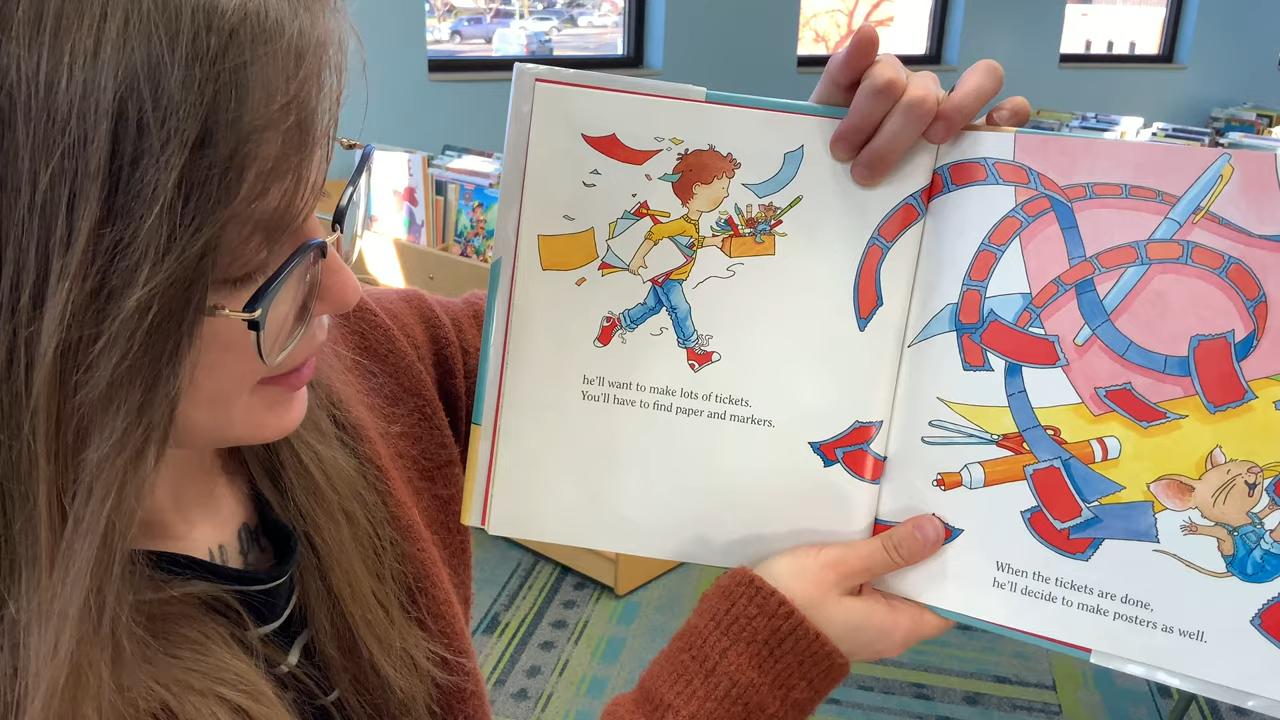 he'll want to make lots of tickets.
You'll have to find paper and markers.
When the tickets are done,
he'll decide to make posters as well.